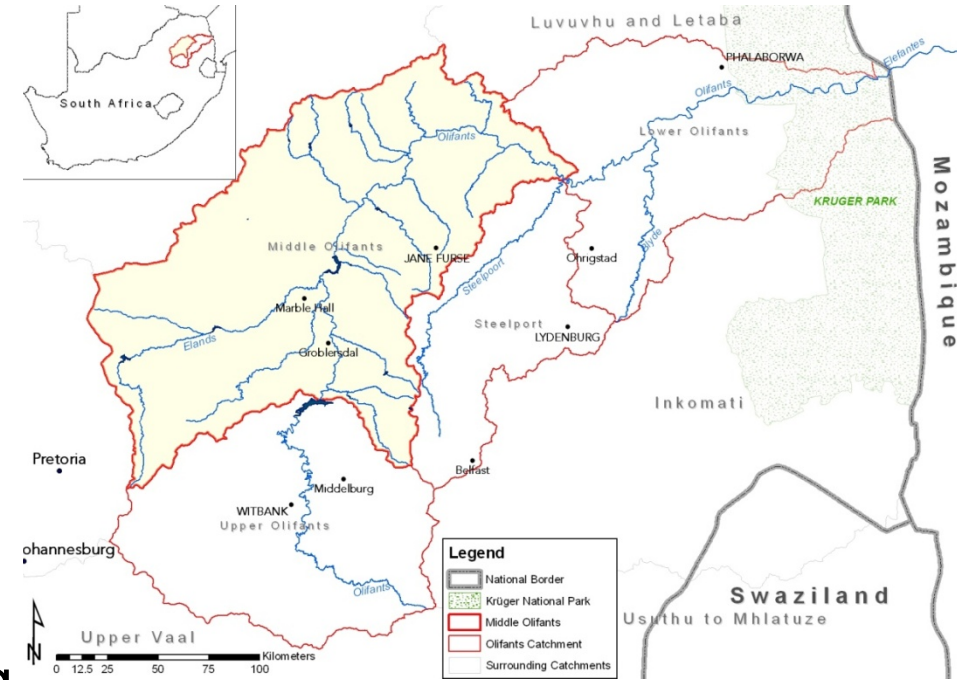 South Africa
Luvuvhu and Letaba
PHALABORWA
Elefantes
Olifants
Olifants
Lower Olifants
Mozambique
KRUGER PARK
Middle Olifants
JANE FURSE
Ohrigstad
Blyde
Steelpoort
Marble Hall
Steelport
LYDENBURG
Elands
Groblersdal
Inkomati
Pretoria
Belfast
Middelburg
WITBANK
Upper Olifants
ohannesburg
Olifants
Swaziland
Usuthu to Mhlatuze
Upper Vaal
N
Kilometers
0 12.5 25 50 75 100
Legend
National Border
Krüger National Park
Middle Olifants
Olifants Catchment
Surrounding Catchments